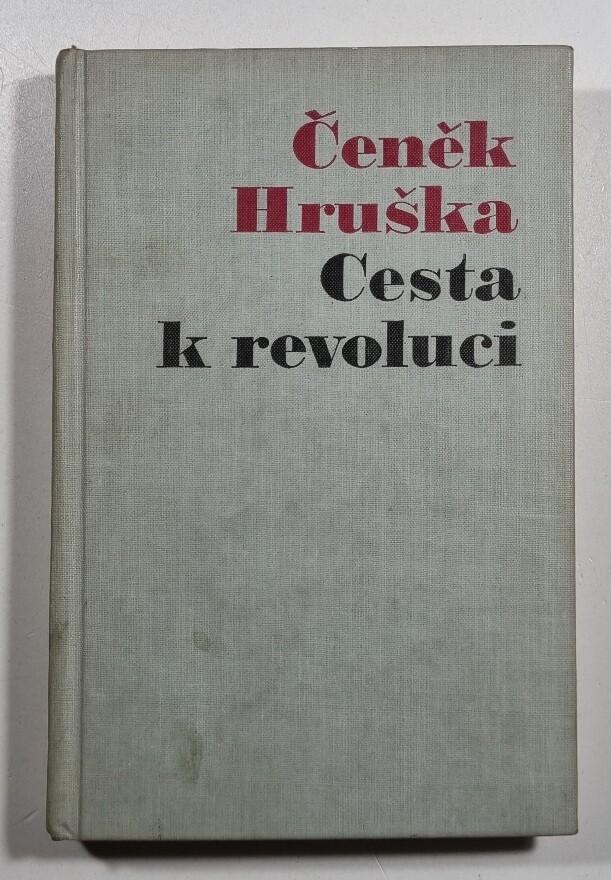 Čeněk
Hruška
Cesta
k revoluci